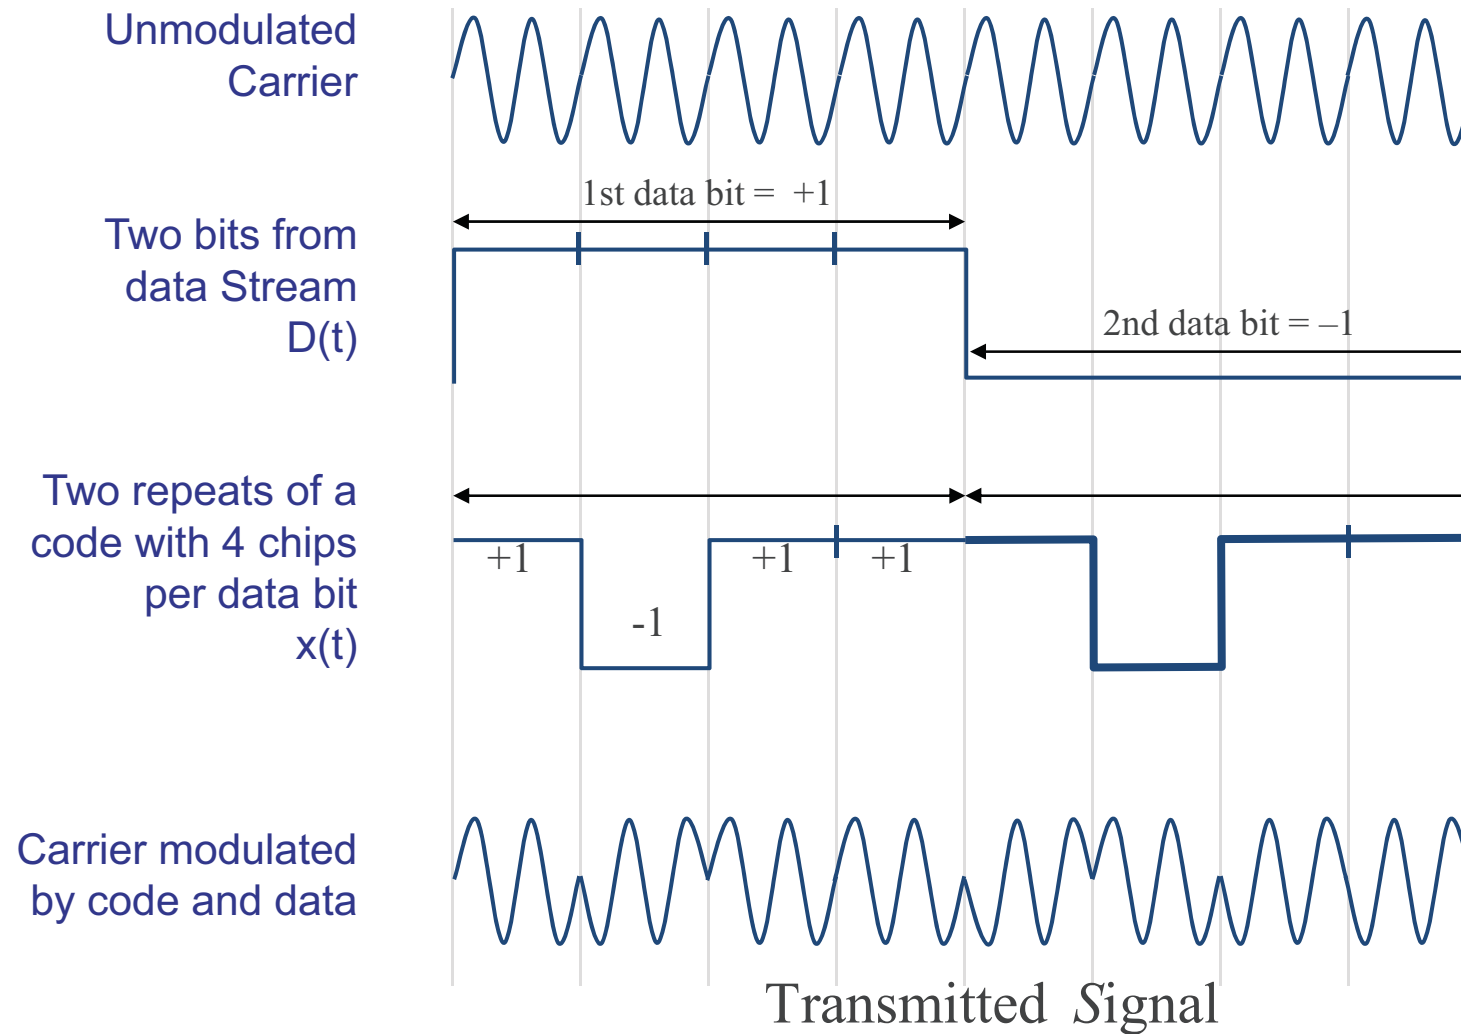 Unmodulated
Carrier
1st data bit = +1
Two bits from
data Stream
D(t)
2nd data bit = –1
Two repeats of a
code with 4 chips
per data bit
x(t)
+1
-1
+1
+1
Carrier modulated
by code and data
Transmitted Signal